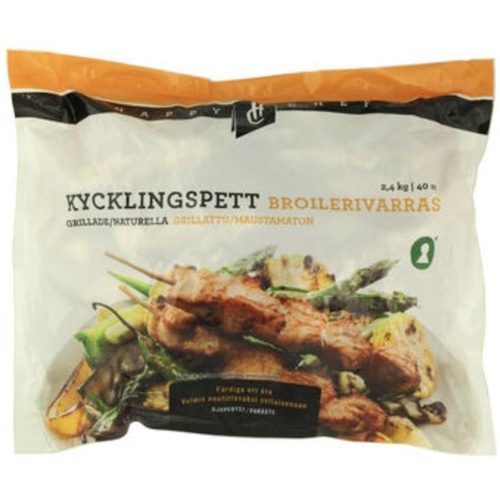 HAPPY CHEF
2,4 kg | 40 n
KYCKLINGSPETT BROILERIVARRAS
GRILLADE/NATURELLA GRILLATTU/MAUSTAMATON
Färdiga att äta
Valmis nautittavaksi sellaisenaan
DJUPFRYST/PAKASTE